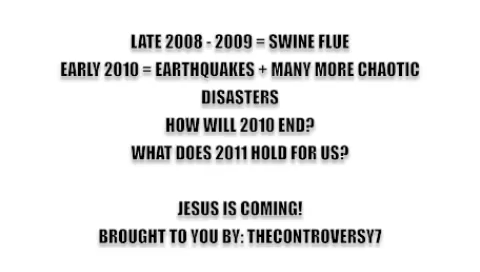 LATE 2008 - 2009 = SWINE FLUE
EARLY 2010 = EARTHQUAKES + MANY MORE CHAOTIC
DISASTERS
HOW WILL 2010 END?
WHAT DOES 2011 HOLD FOR US?
JESUS IS COMING!
BROUGHT TO YOU BY: THECONTROVERSY7